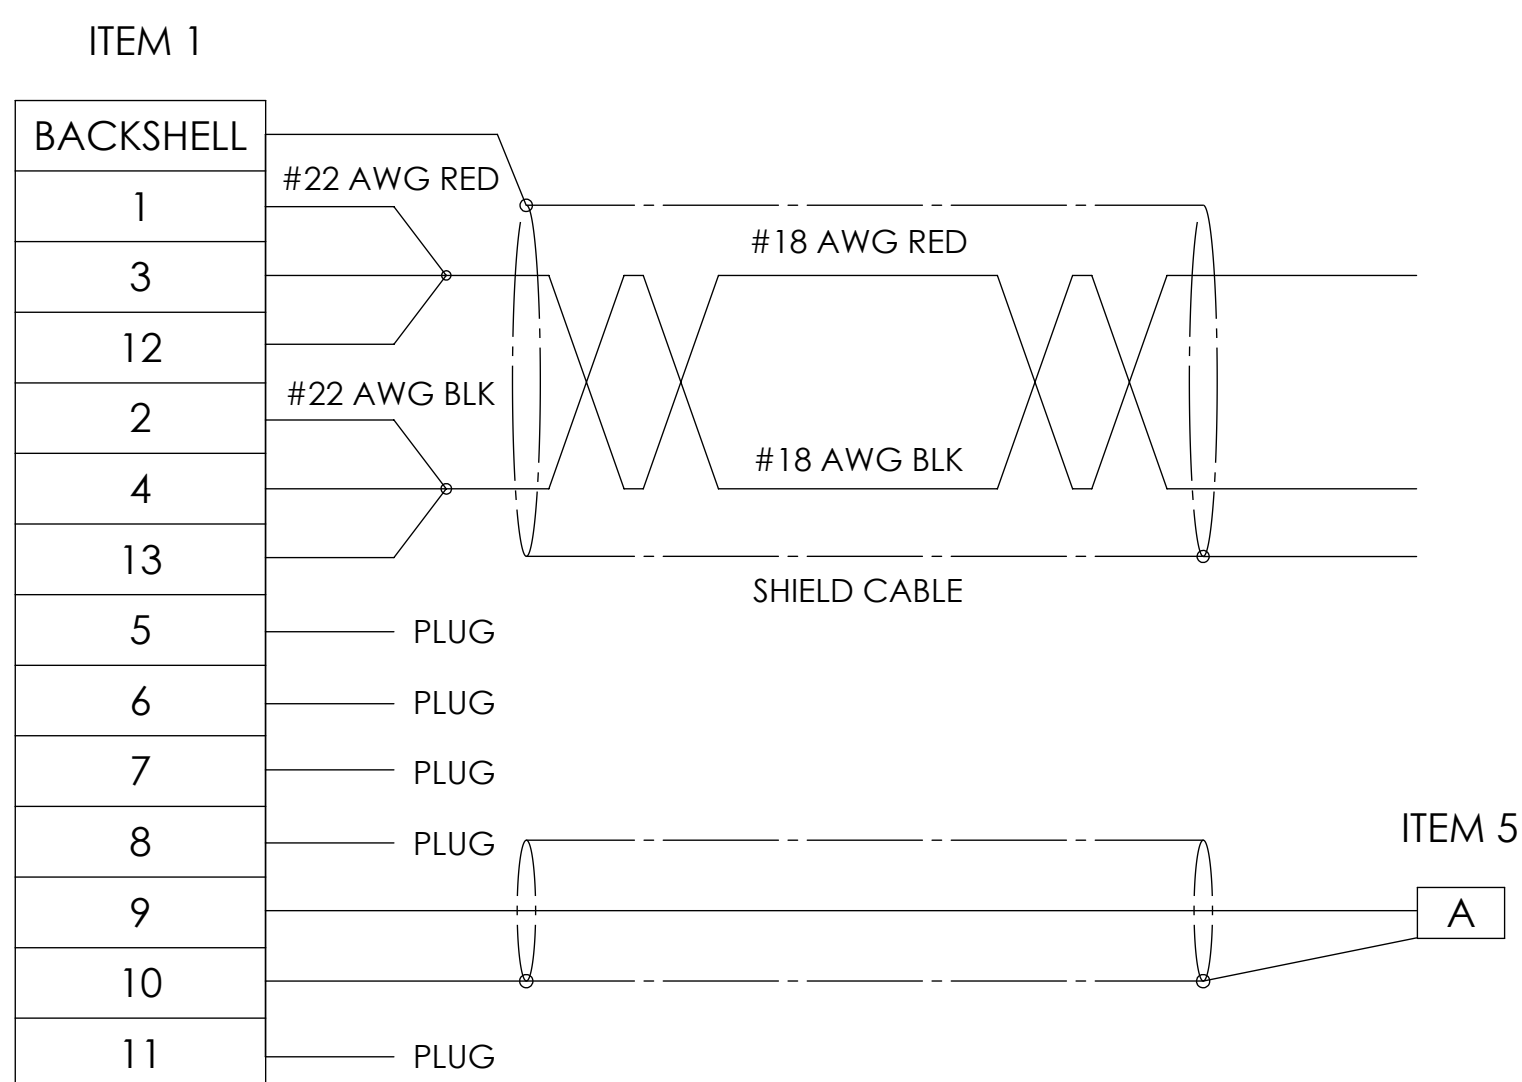 ITEM 1
BACKSHELL
#22 AWG RED
1
#18 AWG RED
3
12
#22 AWG BLK
2
#18 AWG BLK
4
13
SHIELD CABLE
5
PLUG
6
PLUG
7
PLUG
8
PLUG
ITEM 5
9
A
10
11
PLUG